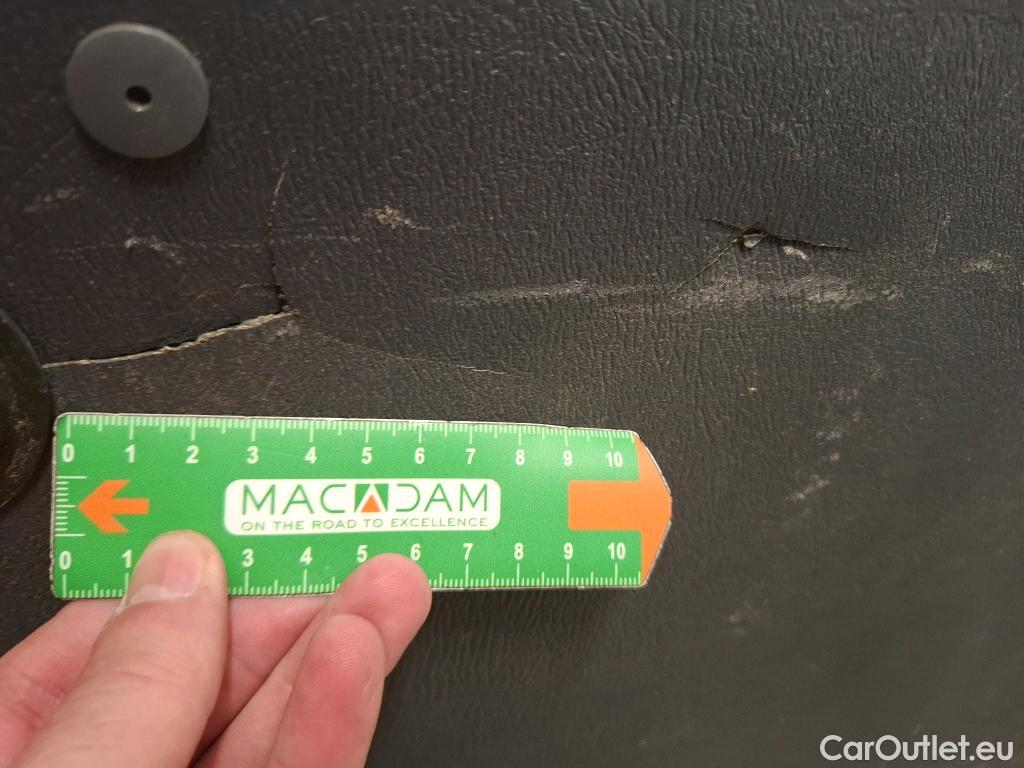 0 1 2 3 4 5 6 7 8 9 10
MACADAM
ON THE ROAD TO EXCELLENCE
0 1 3 4 5 6 7 8 9 10
CarOutlet.eu